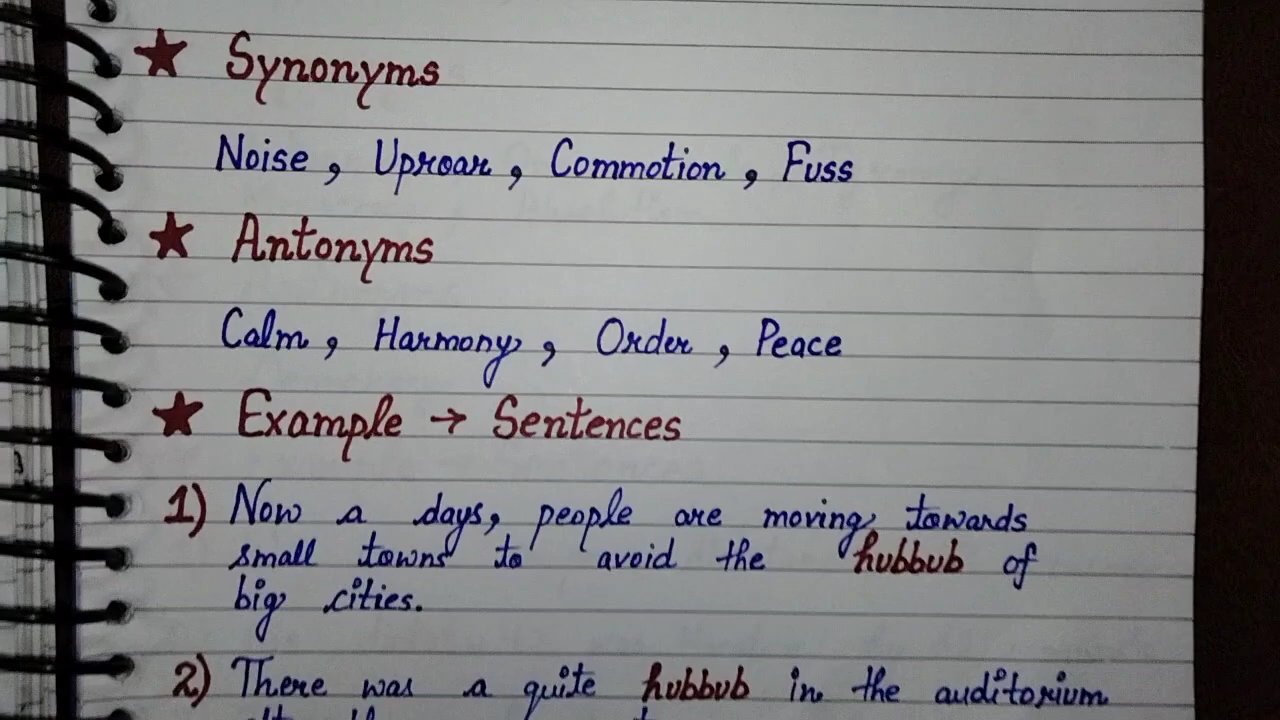 ★ Synonyms
Noise, Uproar, Commotion, Fuss
★ Antonyms
Calm, Harmony, Order, Peace
★ Example → Sentences
1) Now a days, people are moving towards
small towns to avoid the hubbub of
big cities.
2) There was a quite hubbub in the auditorium